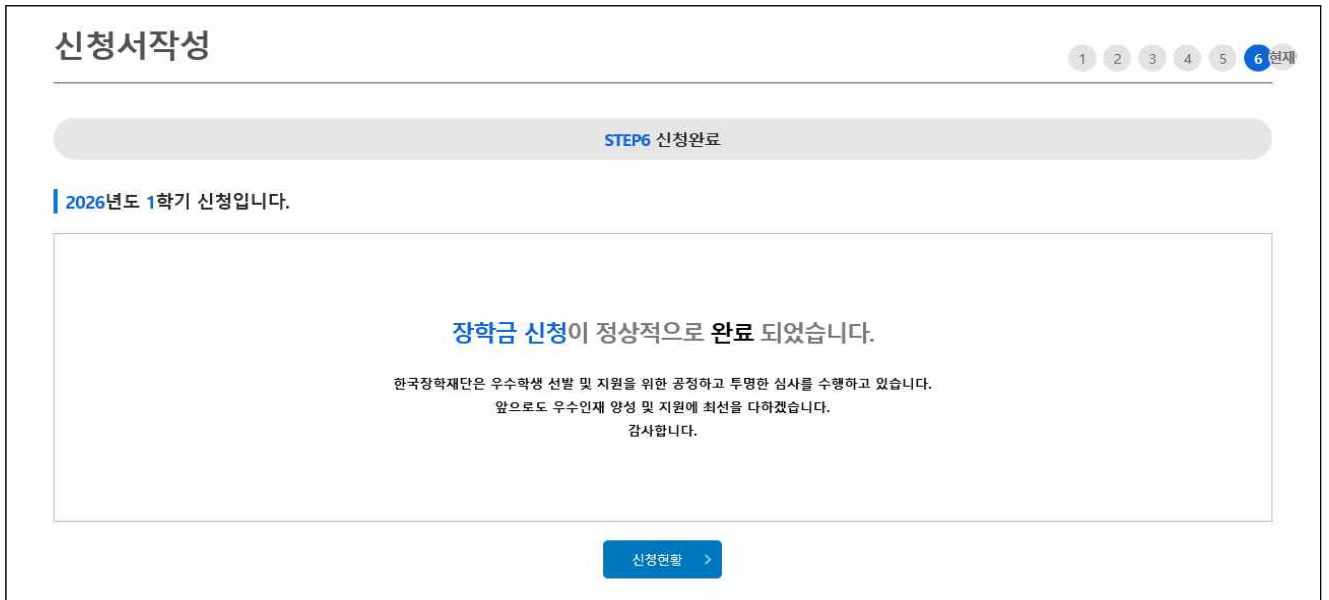 신청서작성
1 2 3 4 5 6 현재
STEP6 신청완료
2026년도 1학기 신청입니다.
장학금 신청이 정상적으로 완료 되었습니다.
한국장학재단은 우수학생 선발 및 지원을 위한 공정하고 투명한 심사를 수행하고 있습니다.
앞으로도 우수인재 양성 및 지원에 최선을 다하겠습니다.
감사합니다.
신청현황